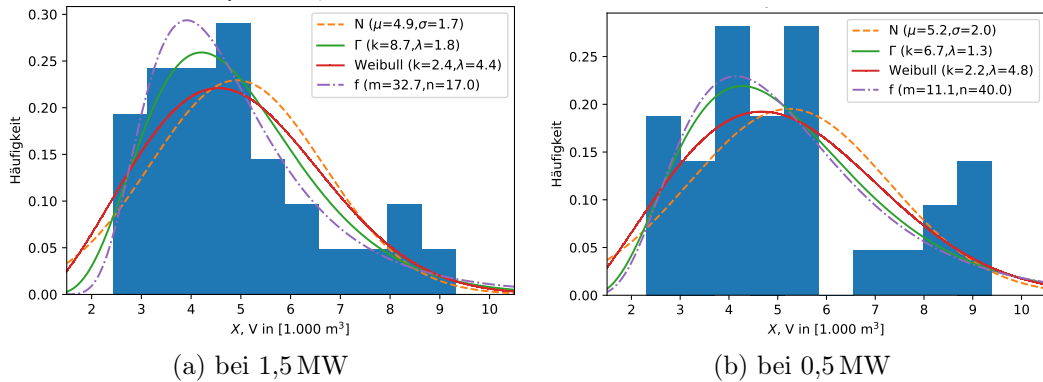 N (μ=4.9,σ=1.7)
Γ (k=8.7,λ=1.8)
Weibull (k=2.4,λ=4.4)
f (m=32.7,n=17.0)
Häufigkeit
0.30
0.25
0.20
0.15
0.10
0.05
0.00
2 3 4 5 6 7 8 9 10
X, V in [1.000 m³]
(a) bei 1,5 MW
N (μ=5.2,σ=2.0)
Γ (k=6.7,λ=1.3)
Weibull (k=2.2,λ=4.8)
f (m=11.1,n=40.0)
Häufigkeit
0.25
0.20
0.15
0.10
0.05
0.00
2 3 4 5 6 7 8 9 10
X, V in [1.000 m³]
(b) bei 0,5 MW